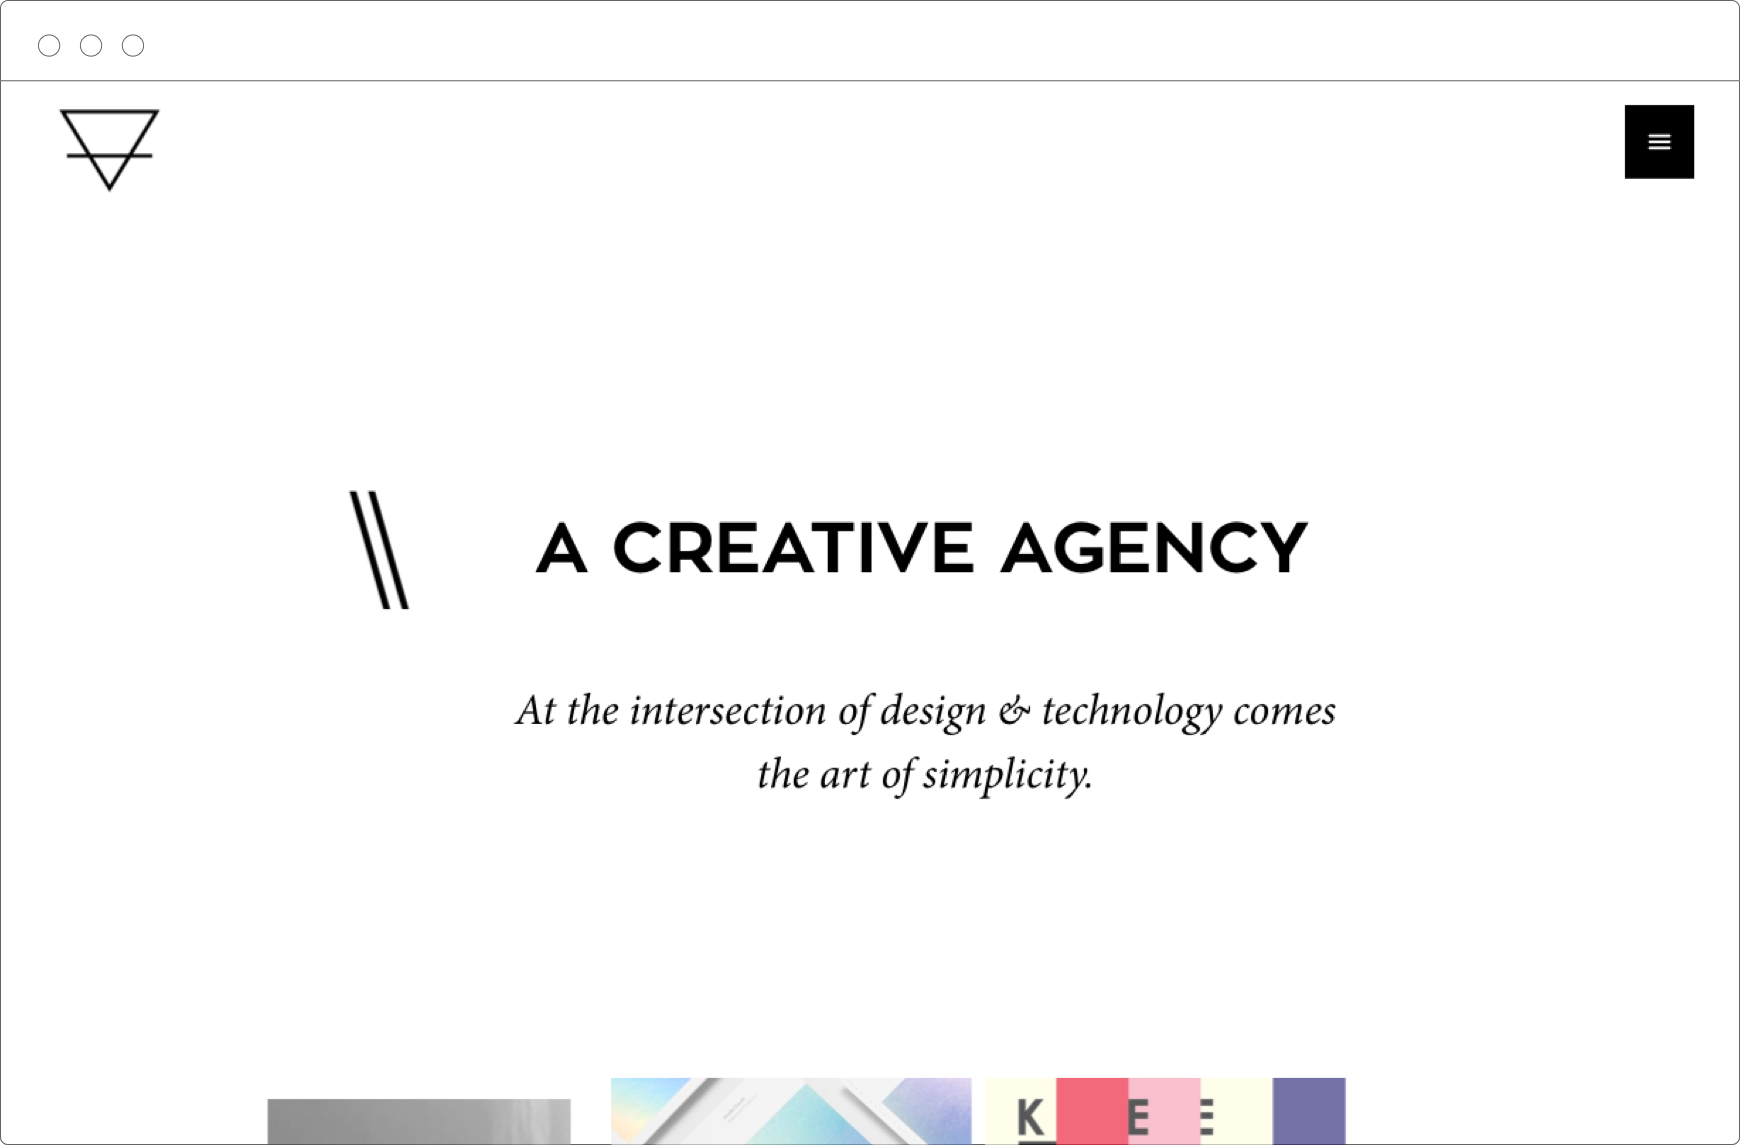 A CREATIVE AGENCY
At the intersection of design & technology comes
the art of simplicity.
K E E